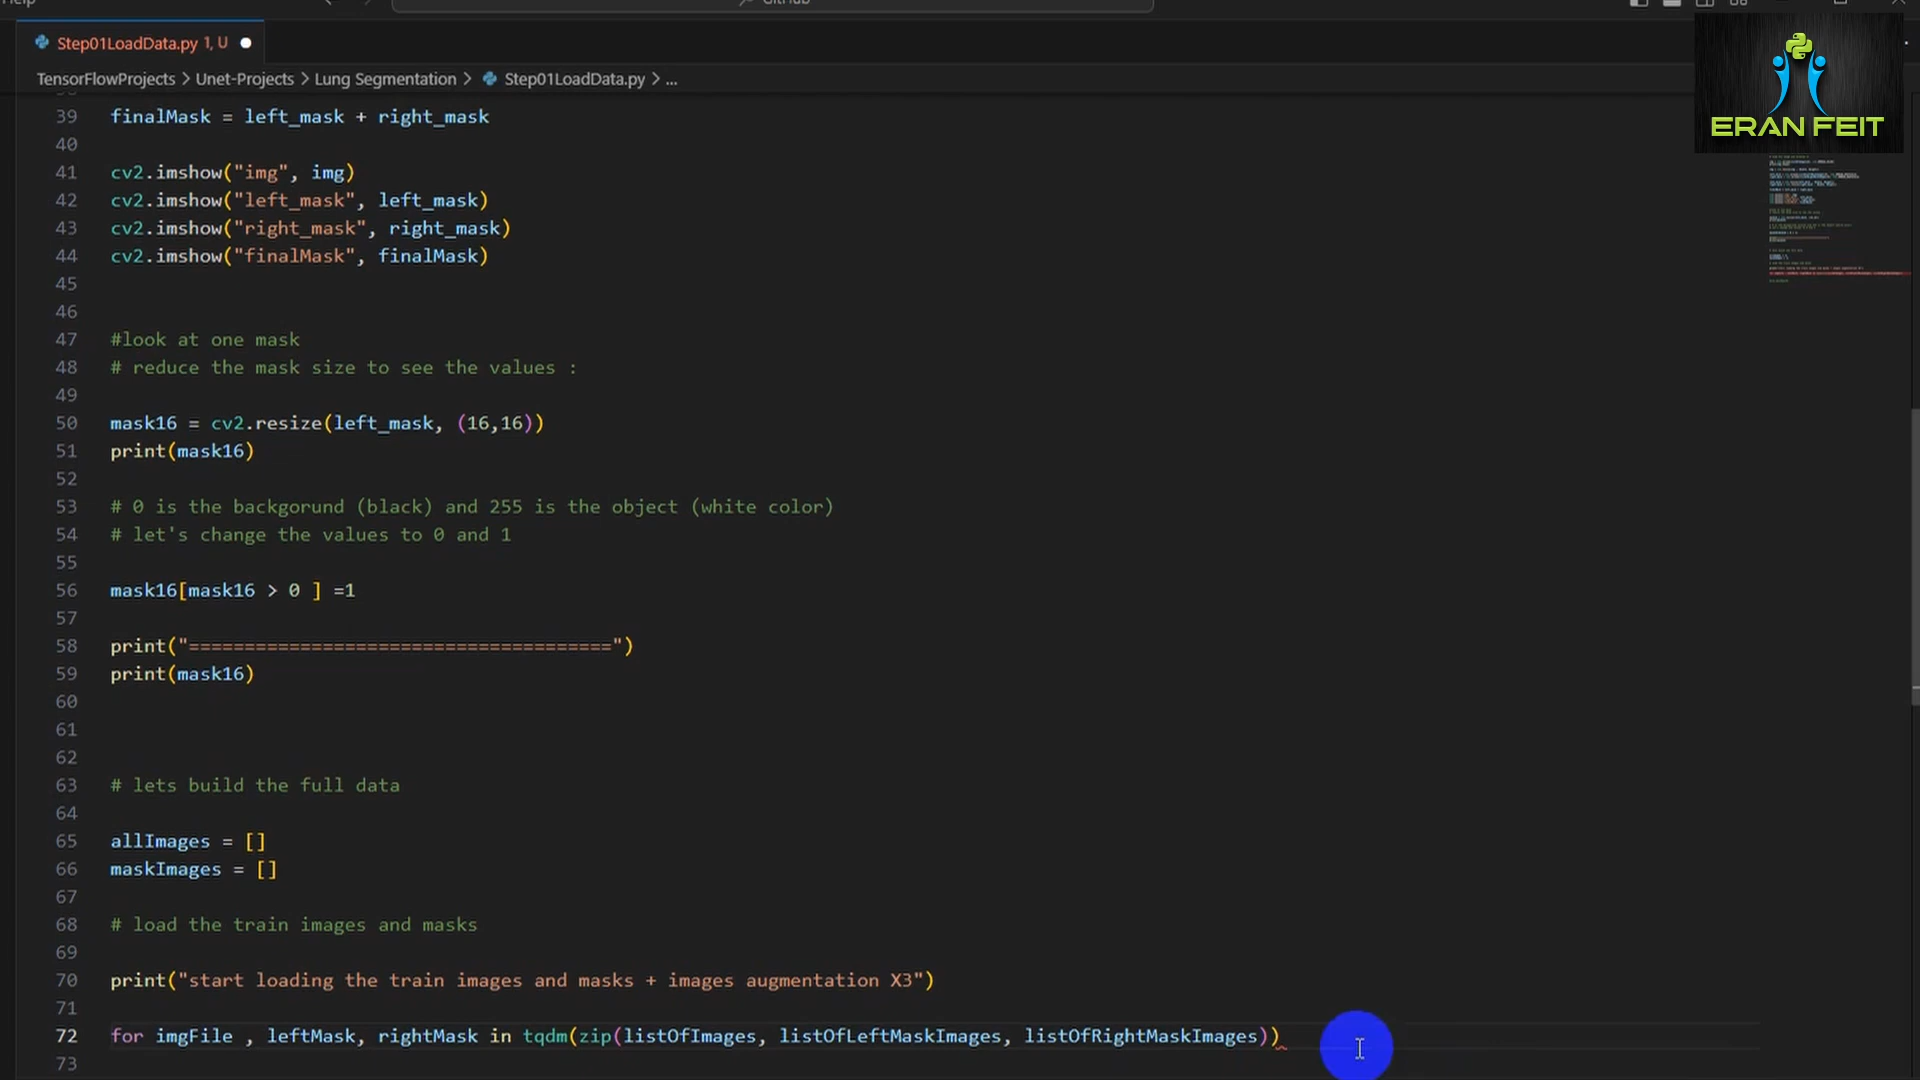 Help
GitHub
Step01LoadData.py 1, U
TensorFlowProjects > Unet-Projects > Lung Segmentation > Step01LoadData.py > ...
ERAN FEIT
39 finalMask = left_mask + right_mask
40
41 cv2.imshow("img", img)
42 cv2.imshow("left_mask", left_mask)
43 cv2.imshow("right_mask", right_mask)
44 cv2.imshow("finalMask", finalMask)
45
46
47 #look at one mask
48 # reduce the mask size to see the values :
49
50 mask16 = cv2.resize(left_mask, (16,16))
51 print(mask16)
52
53 # 0 is the backgorund (black) and 255 is the object (white color)
54 # let's change the values to 0 and 1
55
56 mask16[mask16 > 0 ] =1
57
58 print("======================================")
59 print(mask16)
60
61
62
63 # lets build the full data
64
65 allImages = []
66 maskImages = []
67
68 # load the train images and masks
69
70 print("start loading the train images and masks + images augmentation X3")
71
72 for imgFile , leftMask, rightMask in tqdm(zip(listOfImages, listOfLeftMaskImages, listOfRightMaskImages))
73